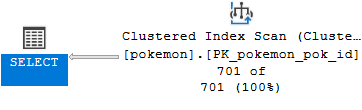 SELECT
Clustered Index Scan (Cluste…
[pokemon].[PK_pokemon_pok_id]
701 of
701 (100%)